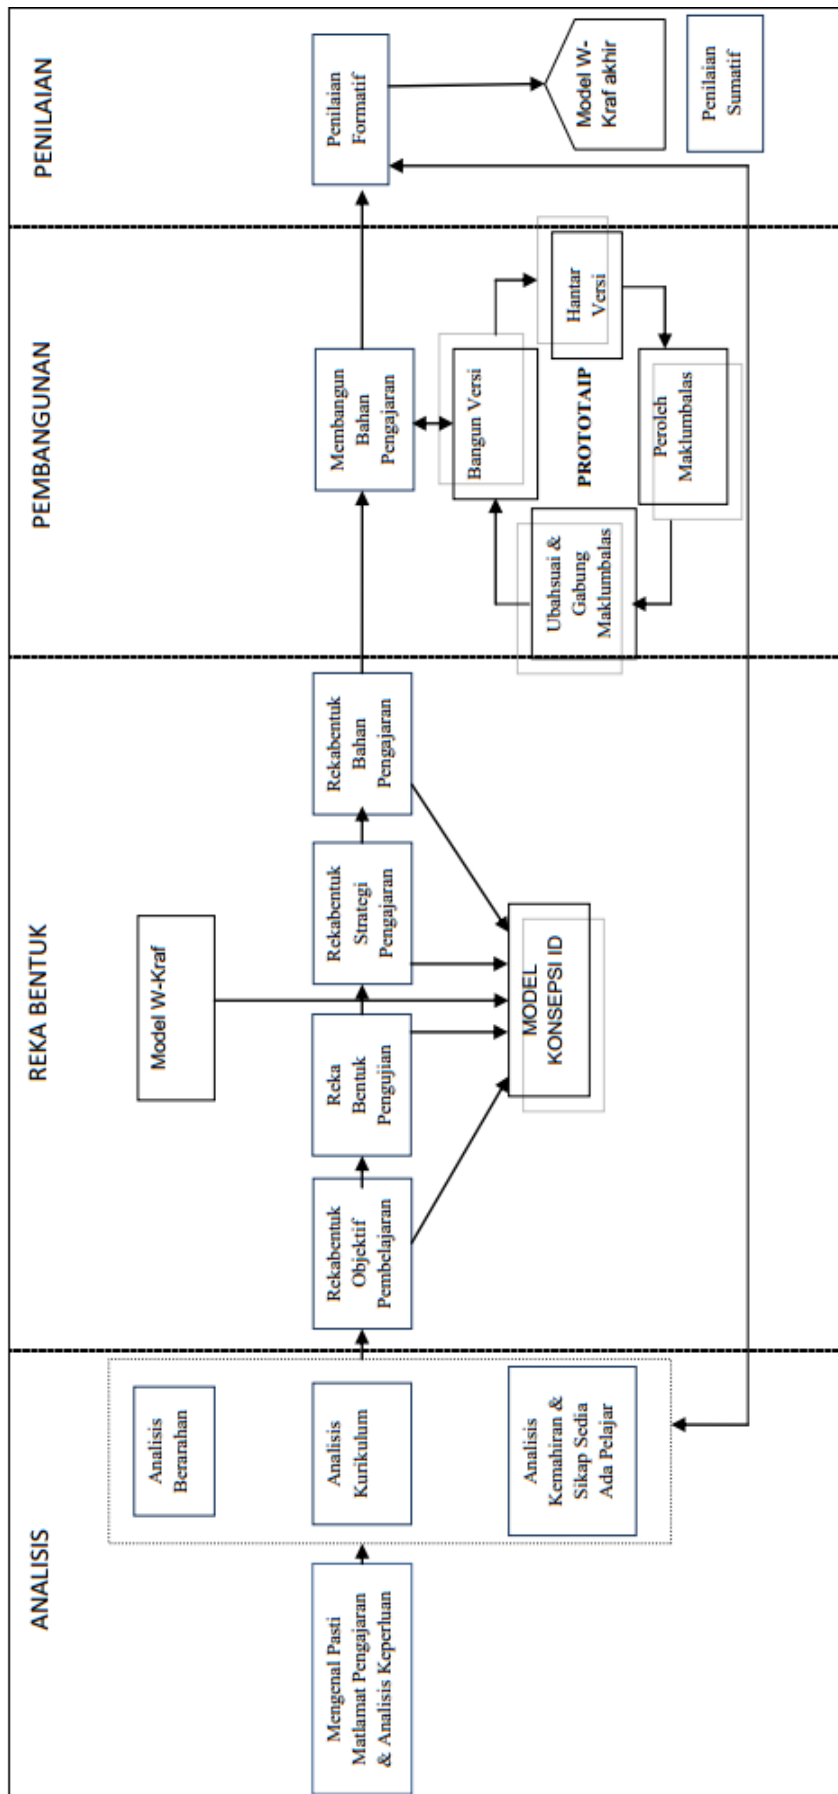 ANALISIS
REKA BENTUK
PEMBANGUNAN
PENILAIAN
Mengenal Pasti
Matlamat Pengajaran
& Analisis Keperluan
Analisis
Berarahan
Analisis
Kurikulum
Analisis
Kemahiran &
Sikap Sedia
Ada Pelajar
Model W-Kraf
Rekabentuk
Objektif
Pembelajaran
Reka
Bentuk
Pengujian
Rekabentuk
Strategi
Pengajaran
Rekabentuk
Bahan
Pengajaran
MODEL
KONSEPSI ID
Membangun
Bahan
Pengajaran
Bangun Versi
Hantar
Versi
PROTOTAIP
Ubahsuai &
Gabung
Maklumbalas
Peroleh
Maklumbalas
Penilaian
Formatif
Model W-
Kraf akhir
Penilaian
Sumatif